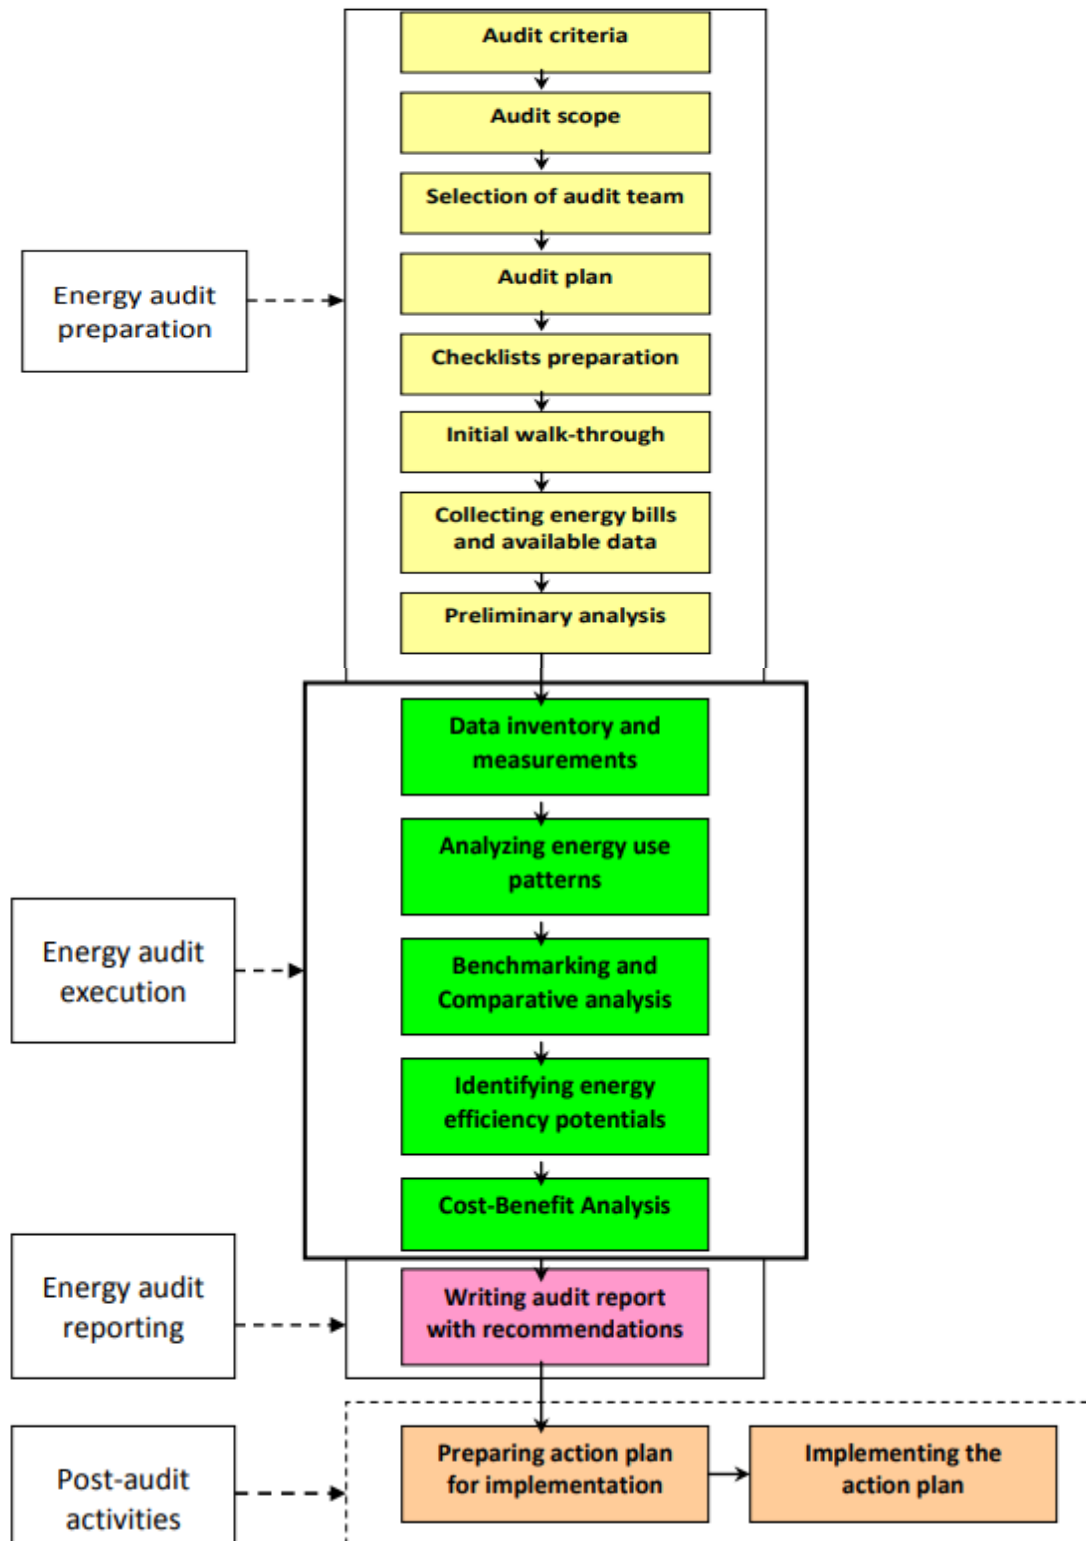 Audit criteria
Audit scope
Selection of audit team
Audit plan
Energy audit
preparation
Checklists preparation
Initial walk-through
Collecting energy bills
and available data
Preliminary analysis
Data inventory and
measurements
Analyzing energy use
patterns
Energy audit
execution
Benchmarking and
Comparative analysis
Identifying energy
efficiency potentials
Cost-Benefit Analysis
Energy audit
reporting
Writing audit report
with recommendations
Post-audit
activities
Preparing action plan
for implementation
Implementing the
action plan